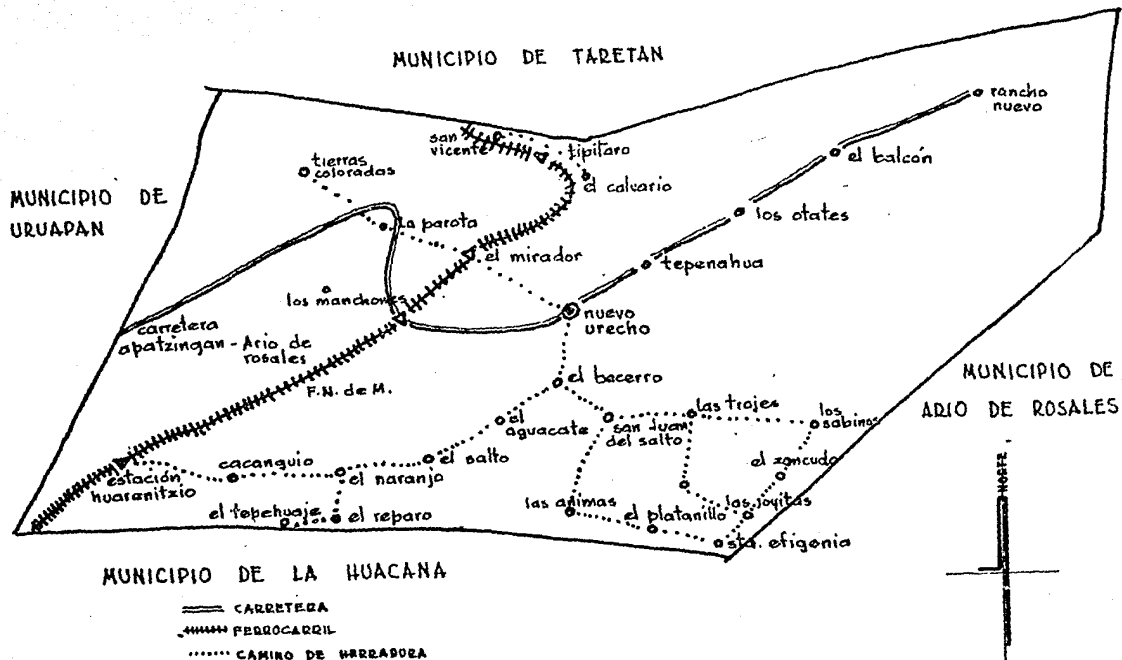 MUNICIPIO DE TARETAN
rancho
nuevo
san
vicente
tipitaro
el balcón
tierras
coloradas
el calvario
MUNICIPIO DE
URUAPAN
los otates
la parota
el mirador
tepenahua
los manchones
nuevo
urecho
carretera
apatzingan - Ario de
rosales
F.N. de M.
el becerro
MUNICIPIO DE
ARIO DE ROSALES
el
aguacate
san juan
del salto
las trojes
los
sabinos
el salto
cacanguio
el naranjo
el zancudo
estación
huaranitzio
las animas
el platanillo
las joyitas
el tepehuaje
el reparo
sta. efigenia
NORTE
MUNICIPIO DE LA HUACANA
CARRETERA
FERROCARRIL
CAMINO DE HERRADURA